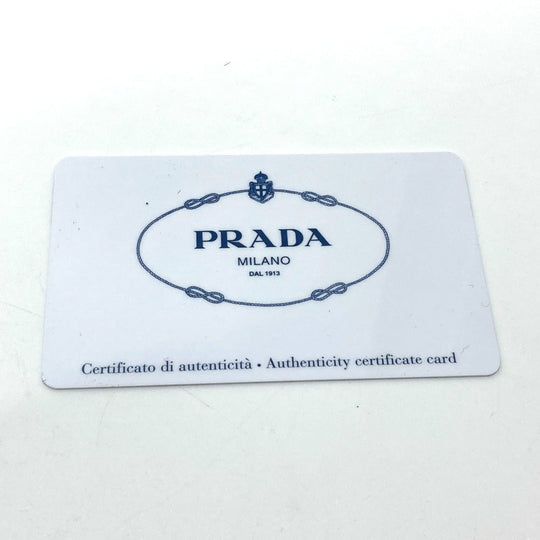 PRADA
MILANO
DAL 1913
Certificato di autenticità • Authenticity certificate card